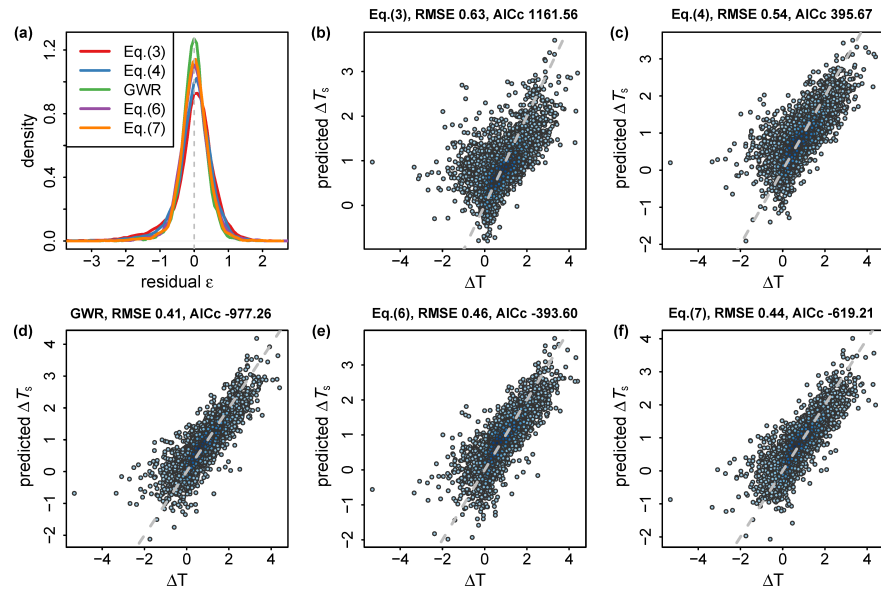 (a)
density
0.0 0.4 0.8 1.2
Eq.(3)
Eq.(4)
GWR
Eq.(6)
Eq.(7)
−3 −2 −1 0 1 2
residual ε
(b)
Eq.(3), RMSE 0.63, AICc 1161.56
predicted ΔTs
0 1 2 3
−4 −2 0 2 4
ΔT
(c)
Eq.(4), RMSE 0.54, AICc 395.67
predicted ΔTs
−2 −1 0 1 2 3
−4 −2 0 2 4
ΔT
(d)
GWR, RMSE 0.41, AICc -977.26
predicted ΔTs
−2 −1 0 1 2 3 4
−4 −2 0 2 4
ΔT
(e)
Eq.(6), RMSE 0.46, AICc -393.60
predicted ΔTs
−2 −1 0 1 2 3
−4 −2 0 2 4
ΔT
(f)
Eq.(7), RMSE 0.44, AICc -619.21
predicted ΔTs
−2 −1 0 1 2 3 4
−4 −2 0 2 4
ΔT